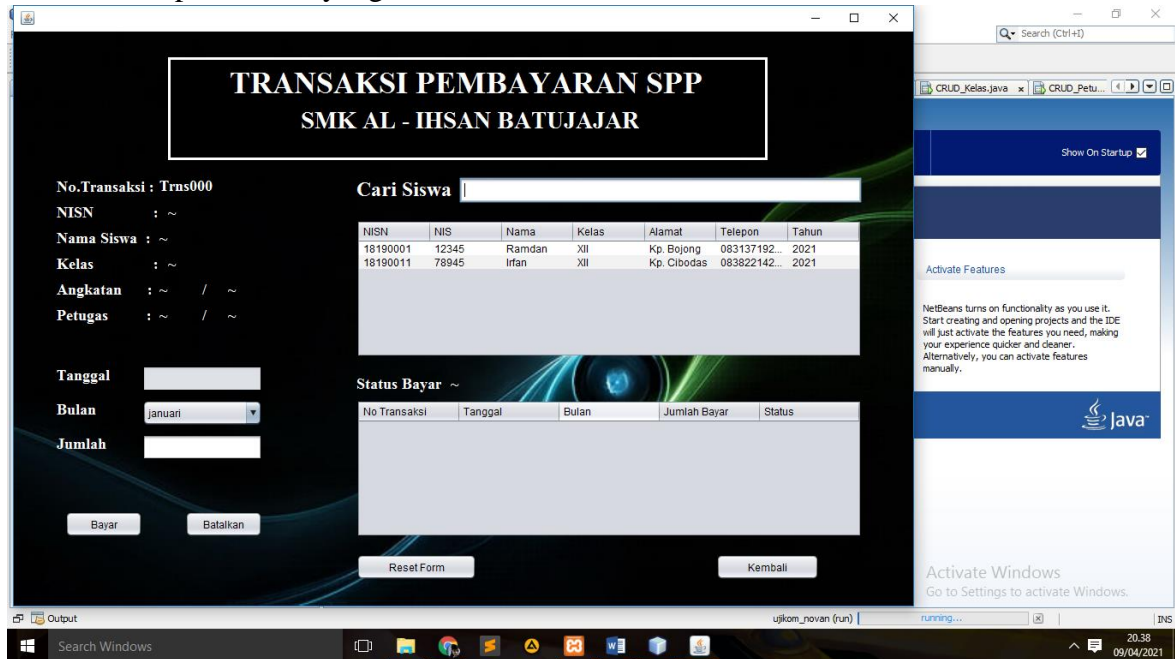 Search (Ctrl+I)
TRANSAKSI PEMBAYARAN SPP
SMK AL - IHSAN BATUJAJAR
CRUD_Kelas.java x CRUD_Petu...
Show On Startup
No.Transaksi : Trns000
NISN : ~
Nama Siswa : ~
Kelas : ~
Angkatan : ~ / ~
Petugas : ~ / ~
Tanggal
Bulan januari
Jumlah
Bayar Batalkan
Cari Siswa
NISN NIS Nama Kelas Alamat Telepon Tahun
18190001 12345 Ramdan XII Kp. Bojong 083137192... 2021
18190011 78945 Irfan XII Kp. Cibodas 083822142... 2021
Status Bayar ~
No Transaksi Tanggal Bulan Jumlah Bayar Status
Reset Form Kembali
Activate Features
NetBeans turns on functionality as you use it.
Start creating and opening projects and the IDE
will just activate the features you need, making
your experience quicker and cleaner.
Alternatively, you can activate features
manually.
Java
Activate Windows
Go to Settings to activate Windows.
Output ujikom_novan (run) running... INS
Search Windows
20.38
09/04/2021